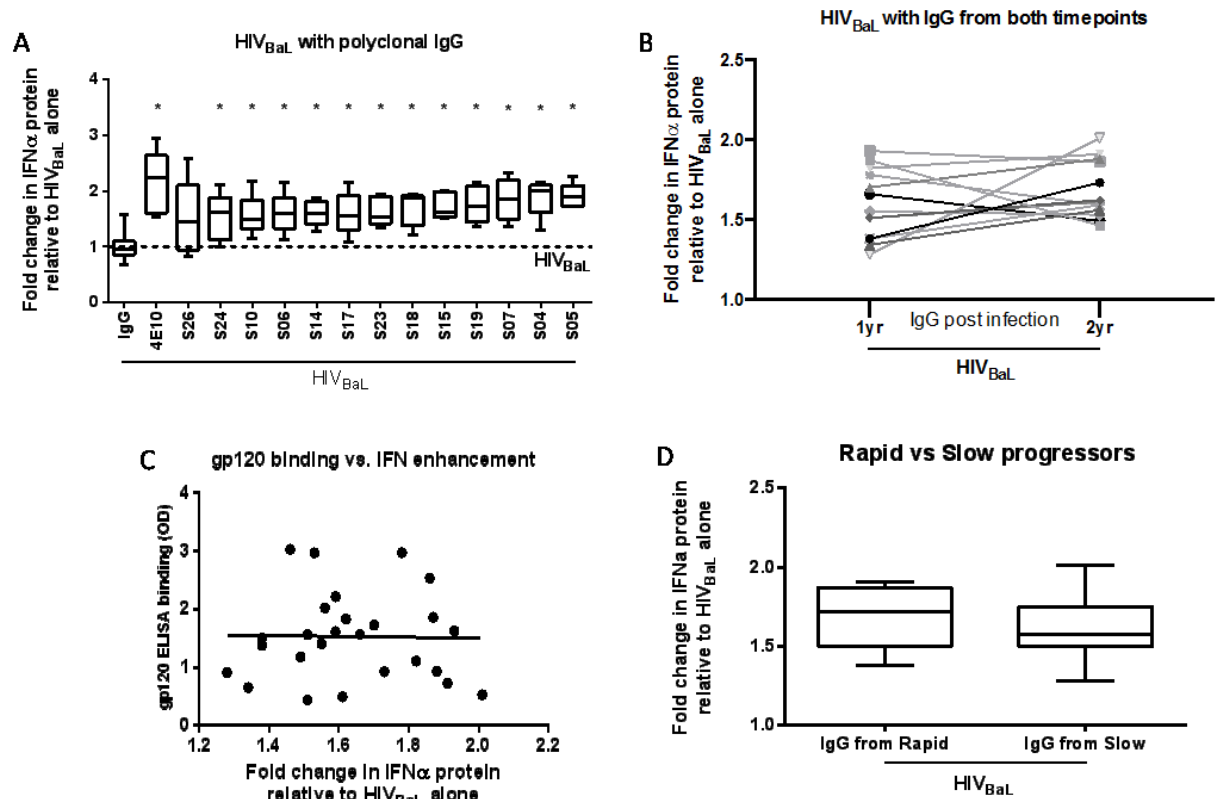 A
HIVBaL with polyclonal IgG
Fold change in IFNα protein
relative to HIVBaL alone
4
3
2
1
0
* * * * * * * * * * * * *
HIVBaL
IgG
4E10
S26
S24
S10
S06
S14
S17
S23
S18
S15
S19
S07
S04
S05
HIVBaL
B
HIVBaL with IgG from both timepoints
Fold change in IFNα protein
relative to HIVBaL alone
2.5
2.0
1.5
1.0
1yr
IgG post infection
2yr
HIVBaL
C
gp120 binding vs. IFN enhancement
gp120 ELISA binding (OD)
4
3
2
1
0
1.2 1.4 1.6 1.8 2.0 2.2
Fold change in IFNα protein
relative to HIVBaL alone
D
Rapid vs Slow progressors
Fold change in IFNa protein
relative to HIVBaL alone
2.5
2.0
1.5
1.0
IgG from Rapid
IgG from Slow
HIVBaL